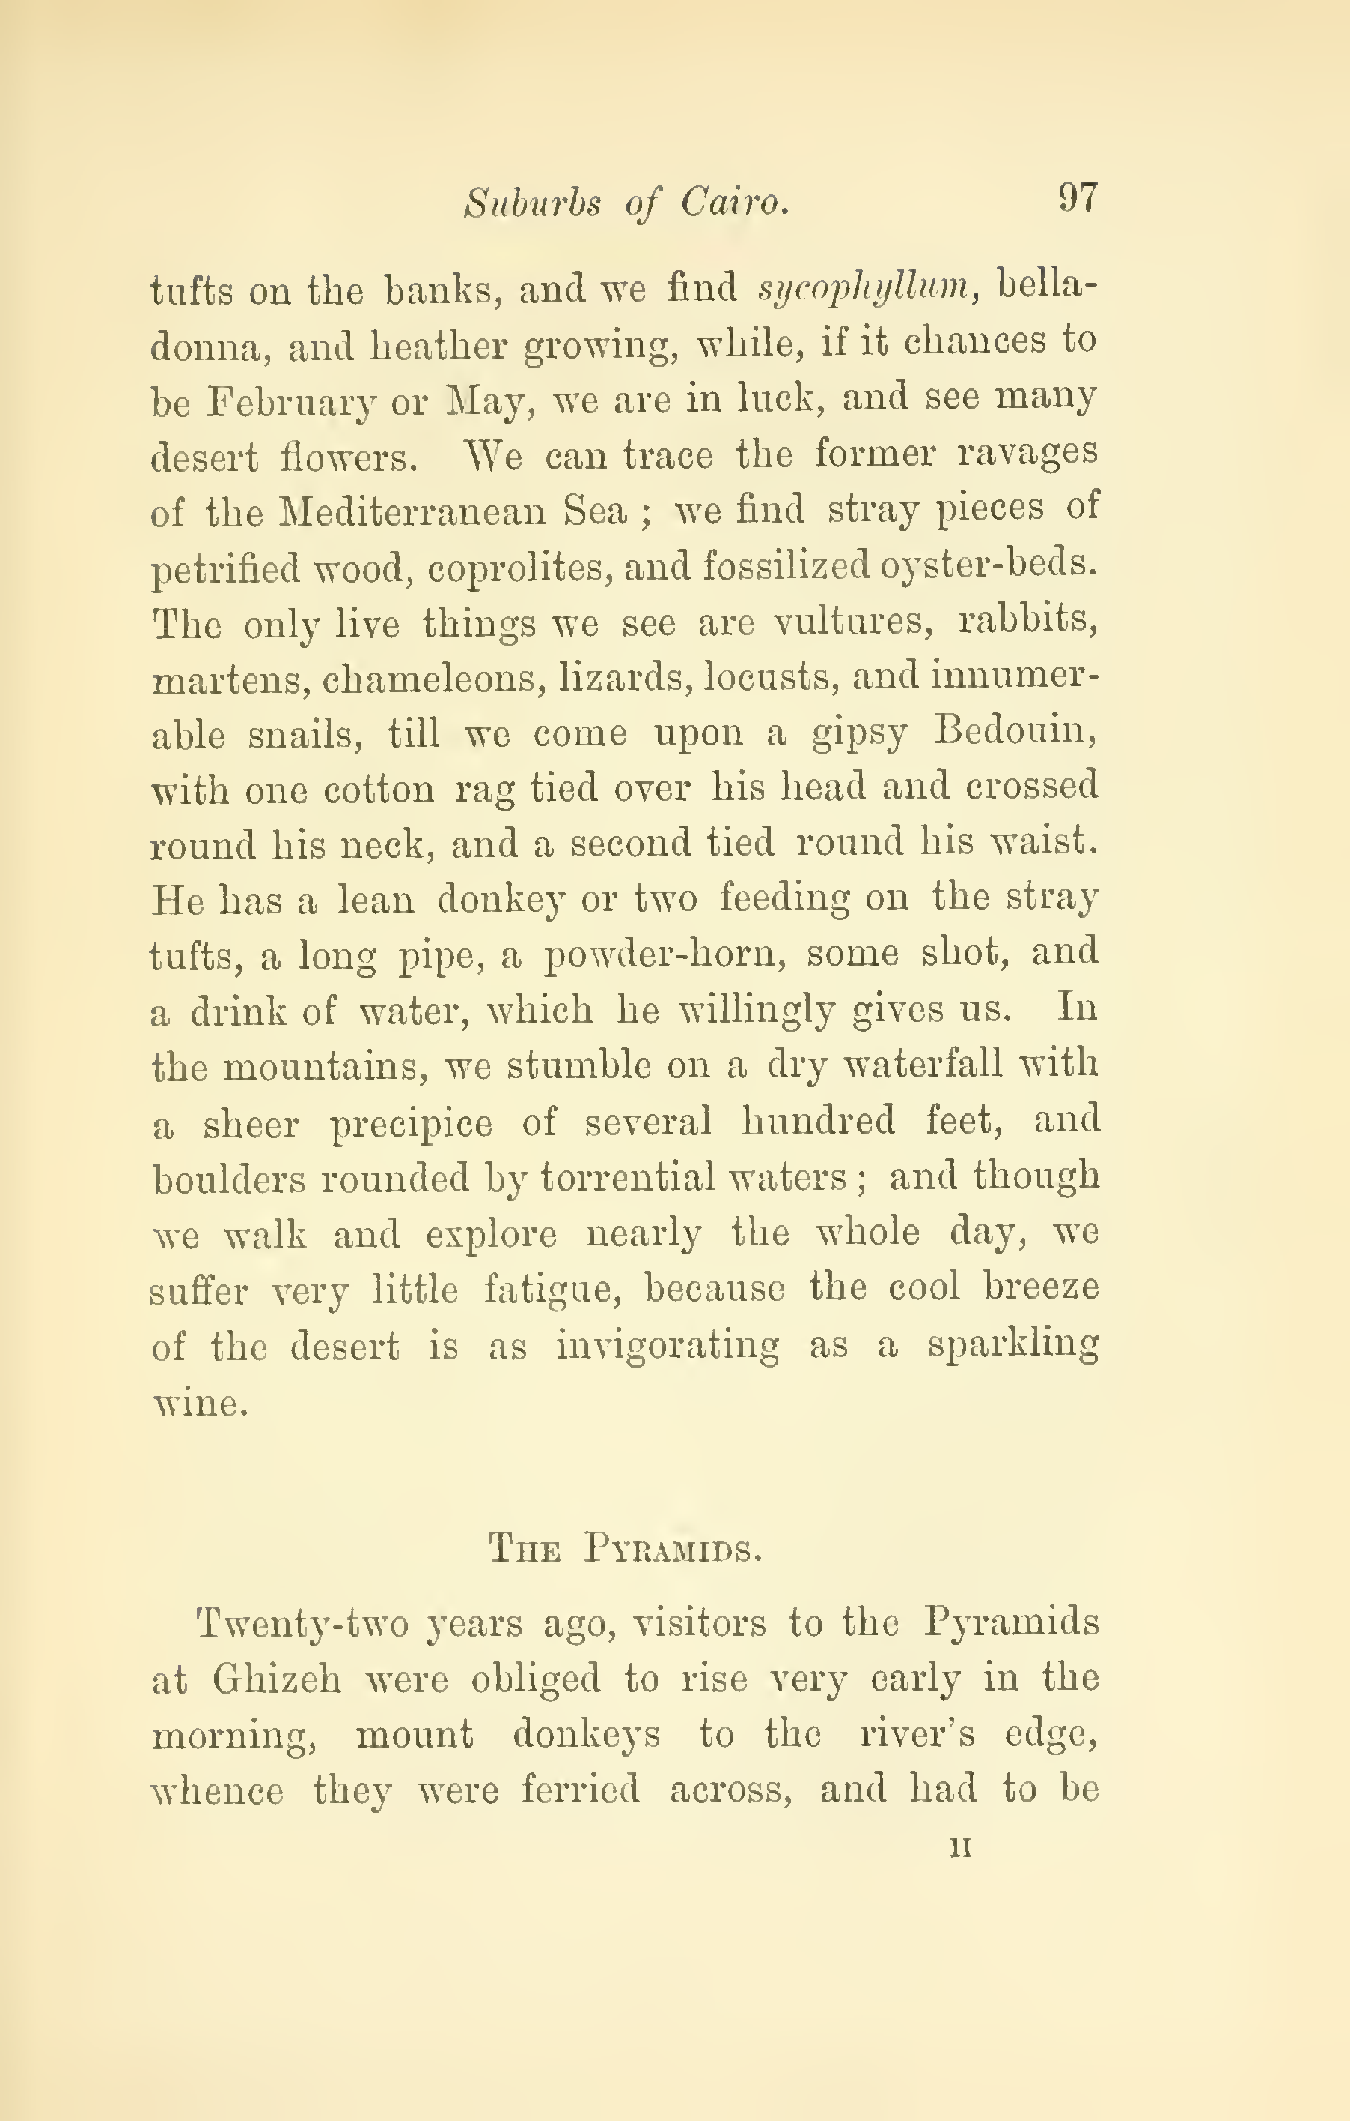 Suburbs of Cairo. 97
tufts on the banks, and we find sycophyllum, bella-
donna, and heather growing, while, if it chances to
be February or May, we are in luck, and see many
desert flowers. We can trace the former ravages
of the Mediterranean Sea ; we find stray pieces of
petrified wood, coprolites, and fossilized oyster-beds.
The only live things we see are vultures, rabbits,
martens, chameleons, lizards, locusts, and innumer-
able snails, till we come upon a gipsy Bedouin,
with one cotton rag tied over his head and crossed
round his neck, and a second tied round his waist.
He has a lean donkey or two feeding on the stray
tufts, a long pipe, a powder-horn, some shot, and
a drink of water, which he willingly gives us. In
the mountains, we stumble on a dry waterfall with
a sheer precipice of several hundred feet, and
boulders rounded by torrential waters ; and though
we walk and explore nearly the whole day, we
suffer very little fatigue, because the cool breeze
of the desert is as invigorating as a sparkling
wine.
The Pyramids.
Twenty-two years ago, visitors to the Pyramids
at Ghizeh were obliged to rise very early in the
morning, mount donkeys to the river's edge,
whence they were ferried across, and had to be
H